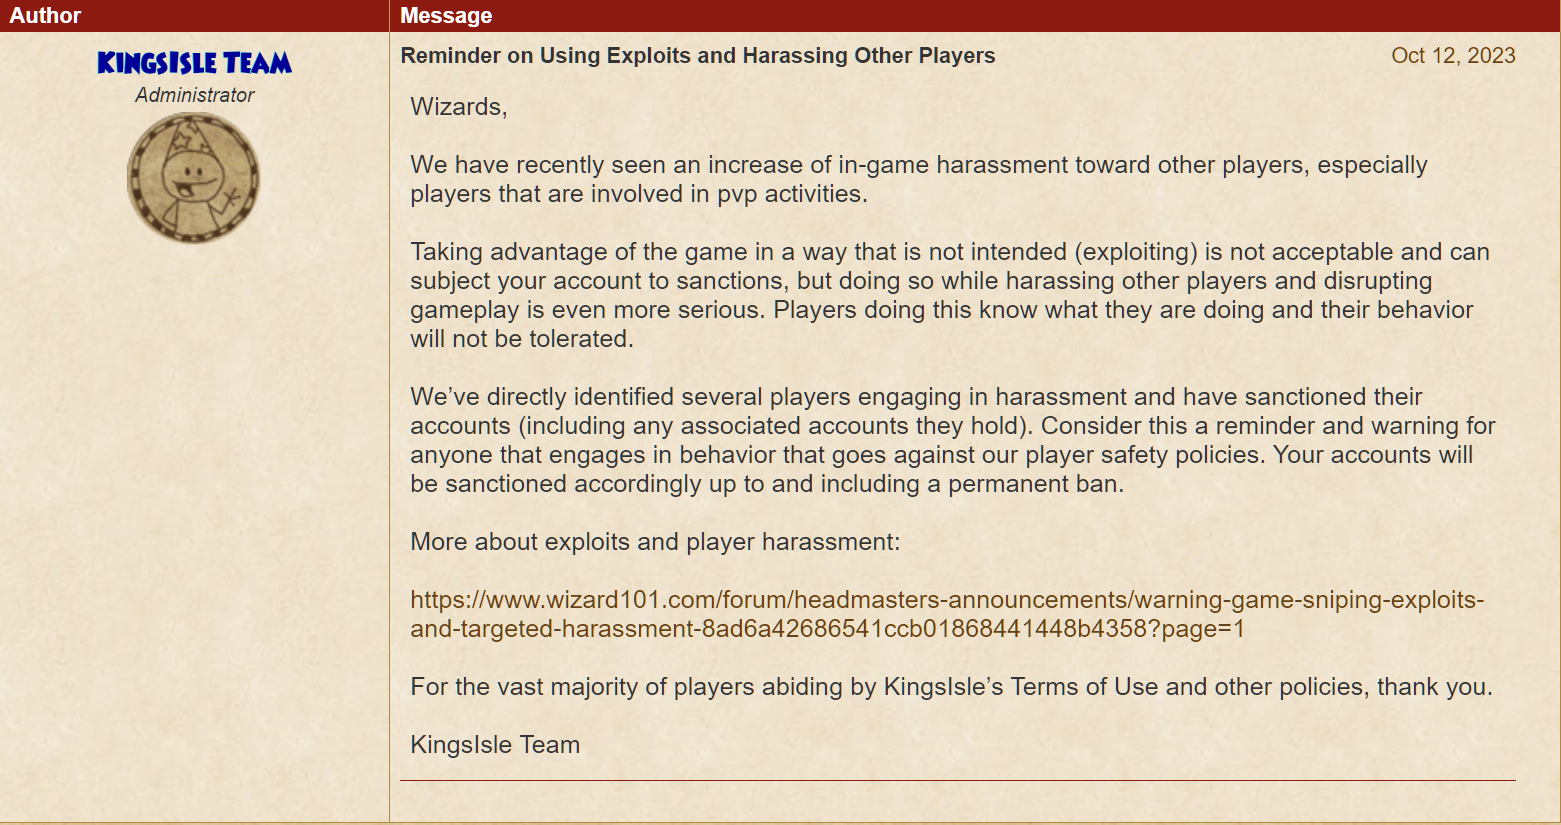 Author
Message
KINGSISLE TEAM
Administrator
Reminder on Using Exploits and Harassing Other Players
Oct 12, 2023
Wizards,
We have recently seen an increase of in-game harassment toward other players, especially
players that are involved in pvp activities.
Taking advantage of the game in a way that is not intended (exploiting) is not acceptable and can
subject your account to sanctions, but doing so while harassing other players and disrupting
gameplay is even more serious. Players doing this know what they are doing and their behavior
will not be tolerated.
We’ve directly identified several players engaging in harassment and have sanctioned their
accounts (including any associated accounts they hold). Consider this a reminder and warning for
anyone that engages in behavior that goes against our player safety policies. Your accounts will
be sanctioned accordingly up to and including a permanent ban.
More about exploits and player harassment:
https://www.wizard101.com/forum/headmasters-announcements/warning-game-sniping-exploits-
and-targeted-harassment-8ad6a42686541ccb01868441448b4358?page=1
For the vast majority of players abiding by KingsIsle’s Terms of Use and other policies, thank you.
KingsIsle Team